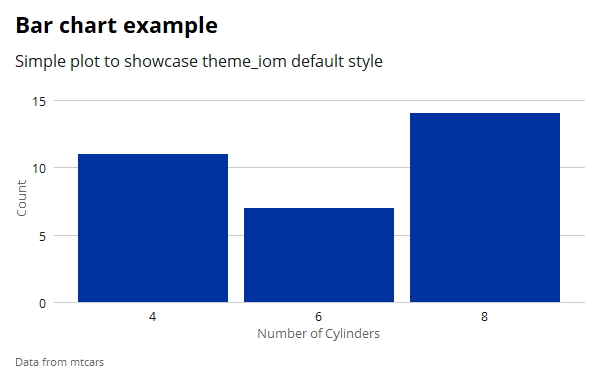 Bar chart example
Simple plot to showcase theme_iom default style
15
10
5
0
Count
4 6 8
Number of Cylinders
Data from mtcars